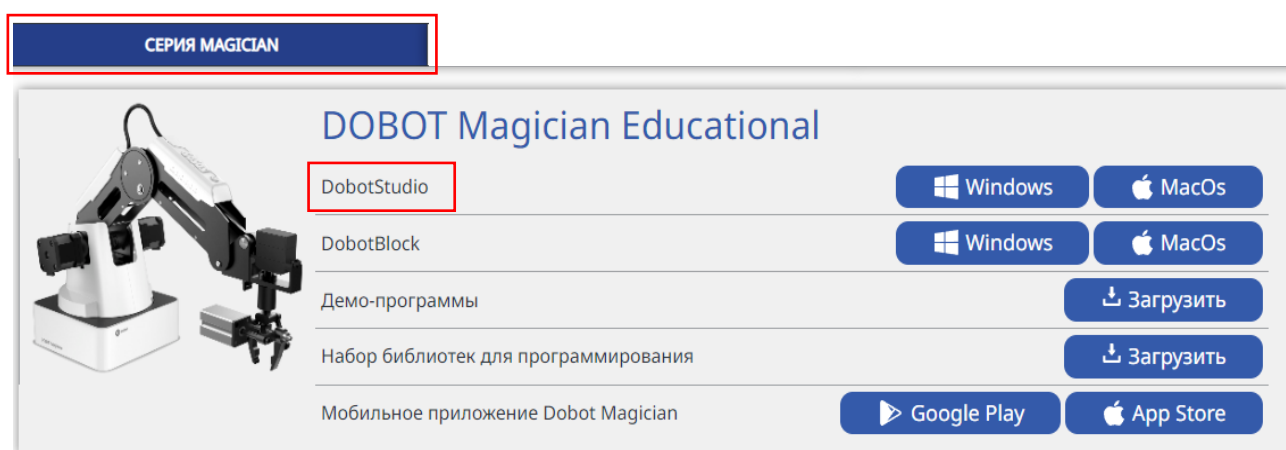 СЕРИЯ MAGICIAN
DOBOT Magician Educational
DobotStudio Windows MacOs
DobotBlock Windows MacOs
Демо-программы Загрузить
Набор библиотек для программирования Загрузить
Мобильное приложение Dobot Magician Google Play App Store